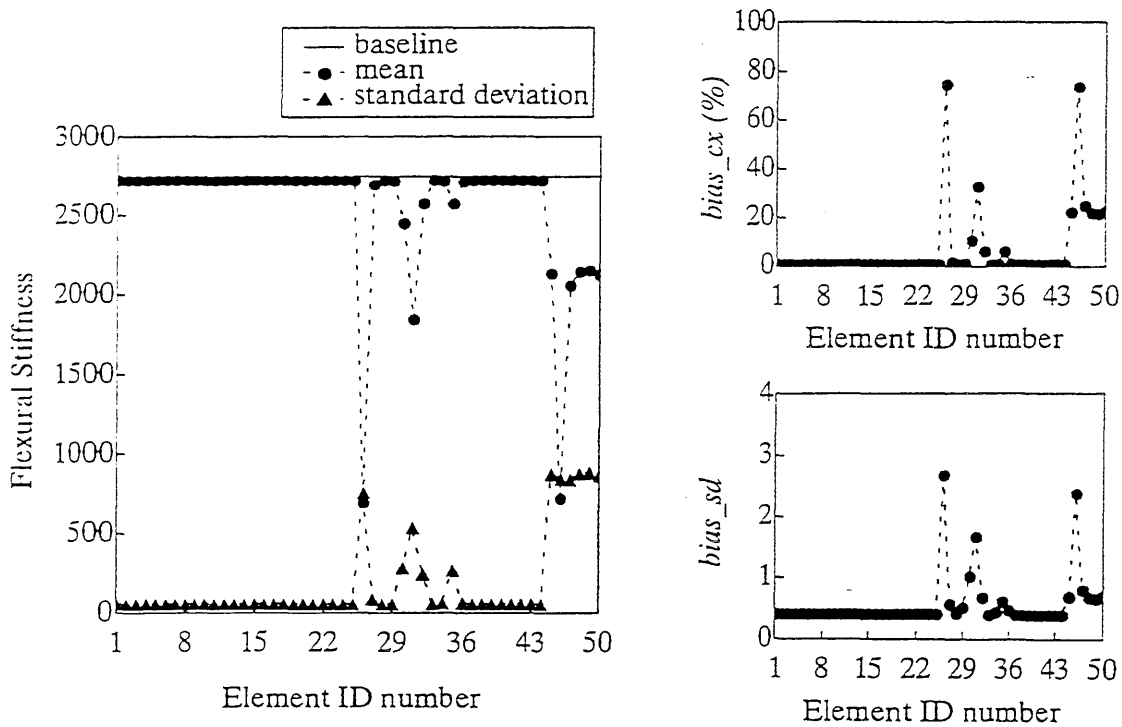 baseline
mean
standard deviation
3000
2500
2000
1500
1000
500
0
Flexural Stiffness
1 8 15 22 29 36 43 50
Element ID number
100
80
60
40
20
0
bias_cx (%)
1 8 15 22 29 36 43 50
Element ID number
4
3
2
1
0
bias_sd
1 8 15 22 29 36 43 50
Element ID number